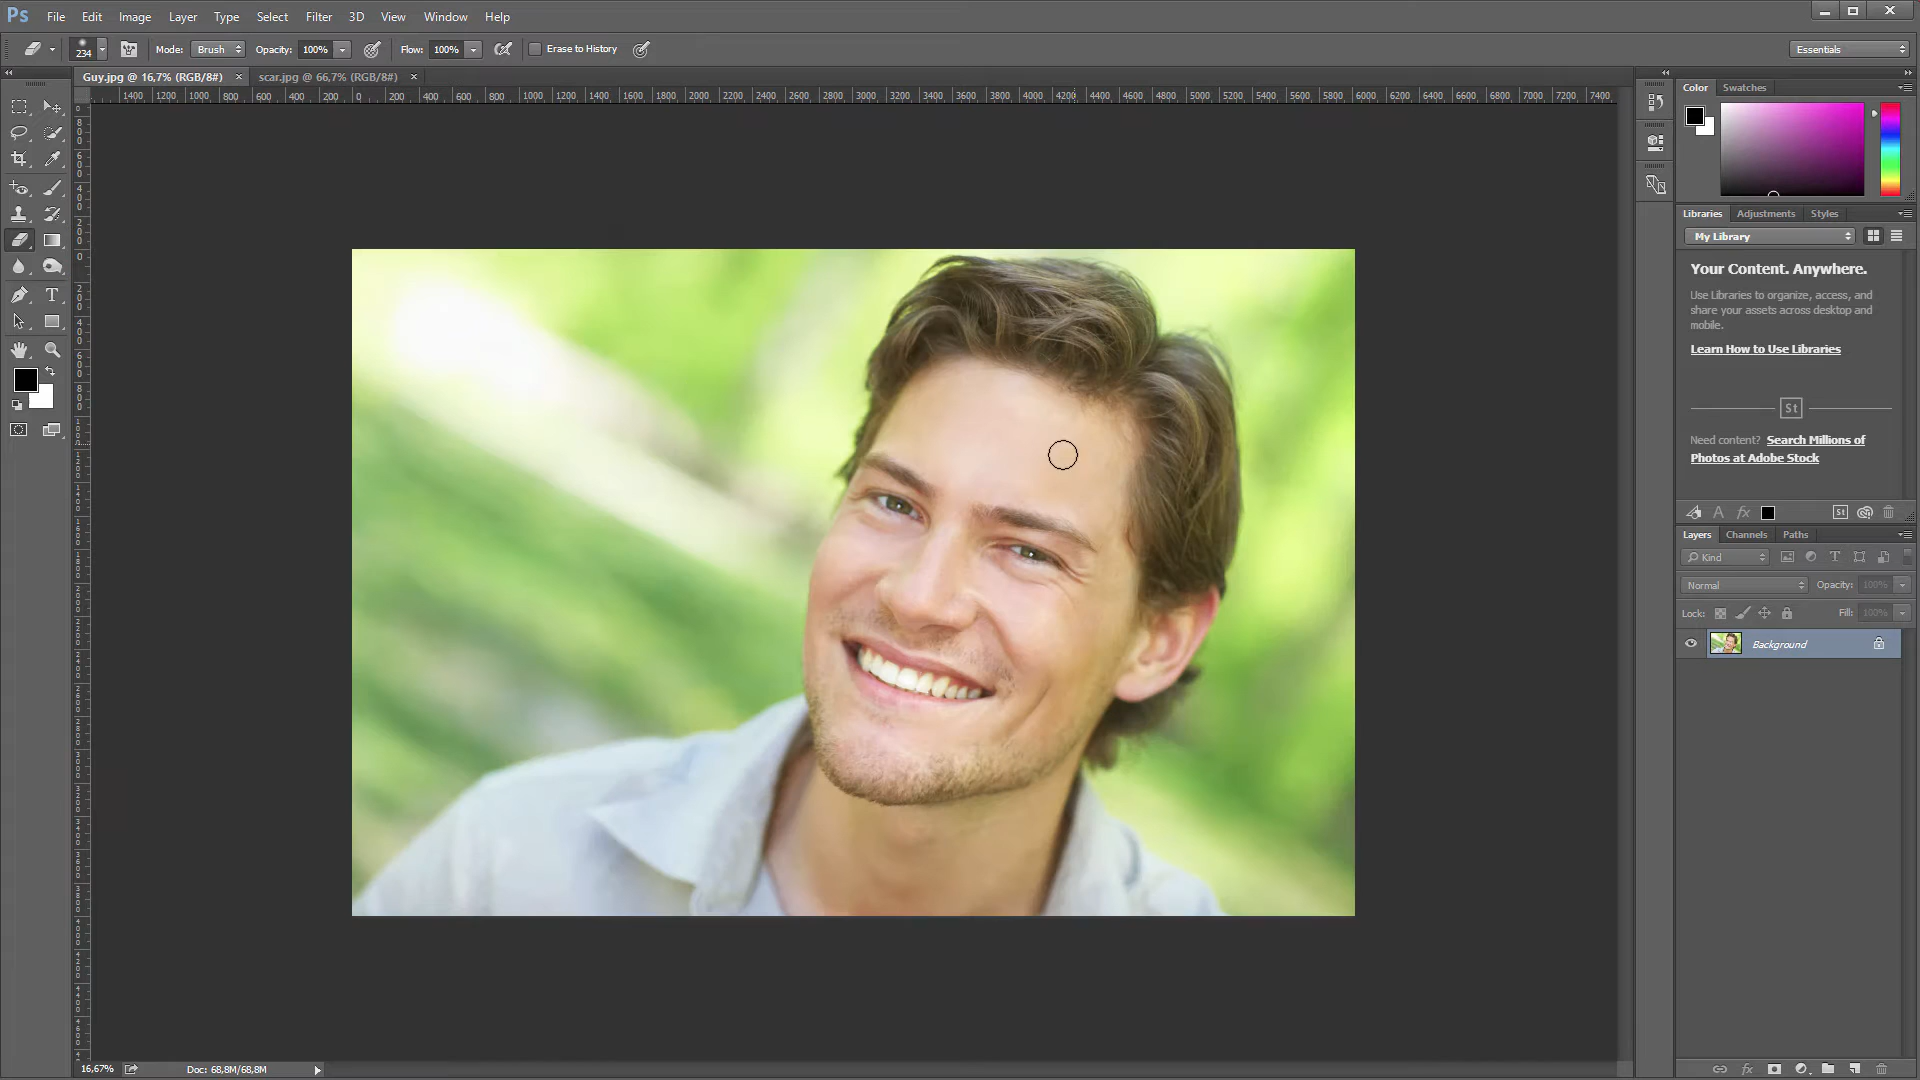 Ps File Edit Image Layer Type Select Filter 3D View Window Help
234 Mode: Brush Opacity: 100% Flow: 100% Erase to History Essentials
Guy.jpg @ 16,7% (RGB/8#) × scar.jpg @ 66,7% (RGB/8#) ×
1400 1200 1000 800 600 400 200 0 200 400 600 800 1000 1200 1400 1600 1800 2000 2200 2400 2600 2800 3000 3200 3400 3600 3800 4000 4200 4400 4600 4800 5000 5200 5400 5600 5800 6000 6200 6400 6600 6800 7000 7200 7400
Color Swatches
Libraries Adjustments Styles
My Library
Your Content. Anywhere.
Use Libraries to organize, access, and
share your assets across desktop and
mobile.
Learn How to Use Libraries
St
Need content? Search Millions of
Photos at Adobe Stock
A fx St
Layers Channels Paths
Kind T
Normal Opacity: 100%
Lock: Fill: 100%
Background
fx
T
16,67% Doc: 68,8M/68,8M